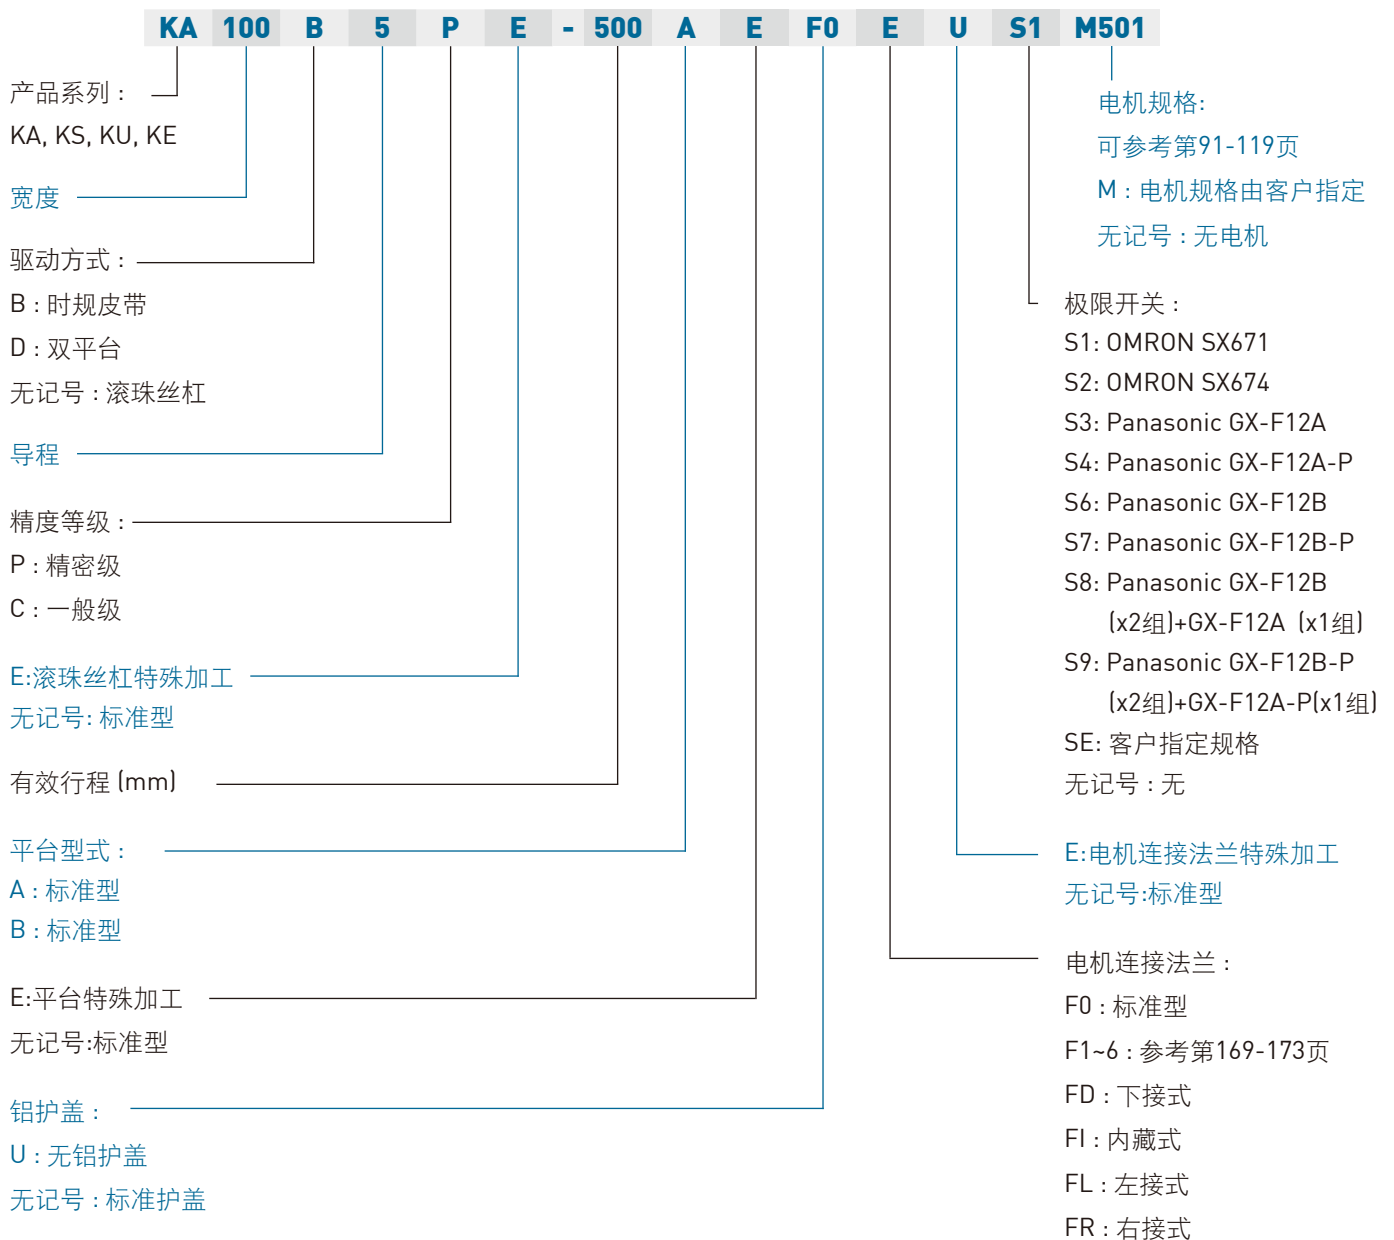 KA 100 B 5 P E - 500 A E F0 E U S1 M501
产品系列：
KA, KS, KU, KE
宽度
驱动方式：
B : 时规皮带
D : 双平台
无记号 : 滚珠丝杠
导程
精度等级：
P : 精密级
C : 一般级
E:滚珠丝杠特殊加工
无记号: 标准型
有效行程 (mm)
平台型式：
A : 标准型
B : 标准型
E:平台特殊加工
无记号:标准型
铝护盖：
U : 无铝护盖
无记号 : 标准护盖
电机规格:
可参考第91-119页
M : 电机规格由客户指定
无记号 : 无电机
极限开关：
S1: OMRON SX671
S2: OMRON SX674
S3: Panasonic GX-F12A
S4: Panasonic GX-F12A-P
S6: Panasonic GX-F12B
S7: Panasonic GX-F12B-P
S8: Panasonic GX-F12B
(x2组)+GX-F12A (x1组)
S9: Panasonic GX-F12B-P
(x2组)+GX-F12A-P(x1组)
SE: 客户指定规格
无记号 : 无
E:电机连接法兰特殊加工
无记号:标准型
电机连接法兰：
F0 : 标准型
F1~6 : 参考第169-173页
FD : 下接式
FI : 内藏式
FL : 左接式
FR : 右接式